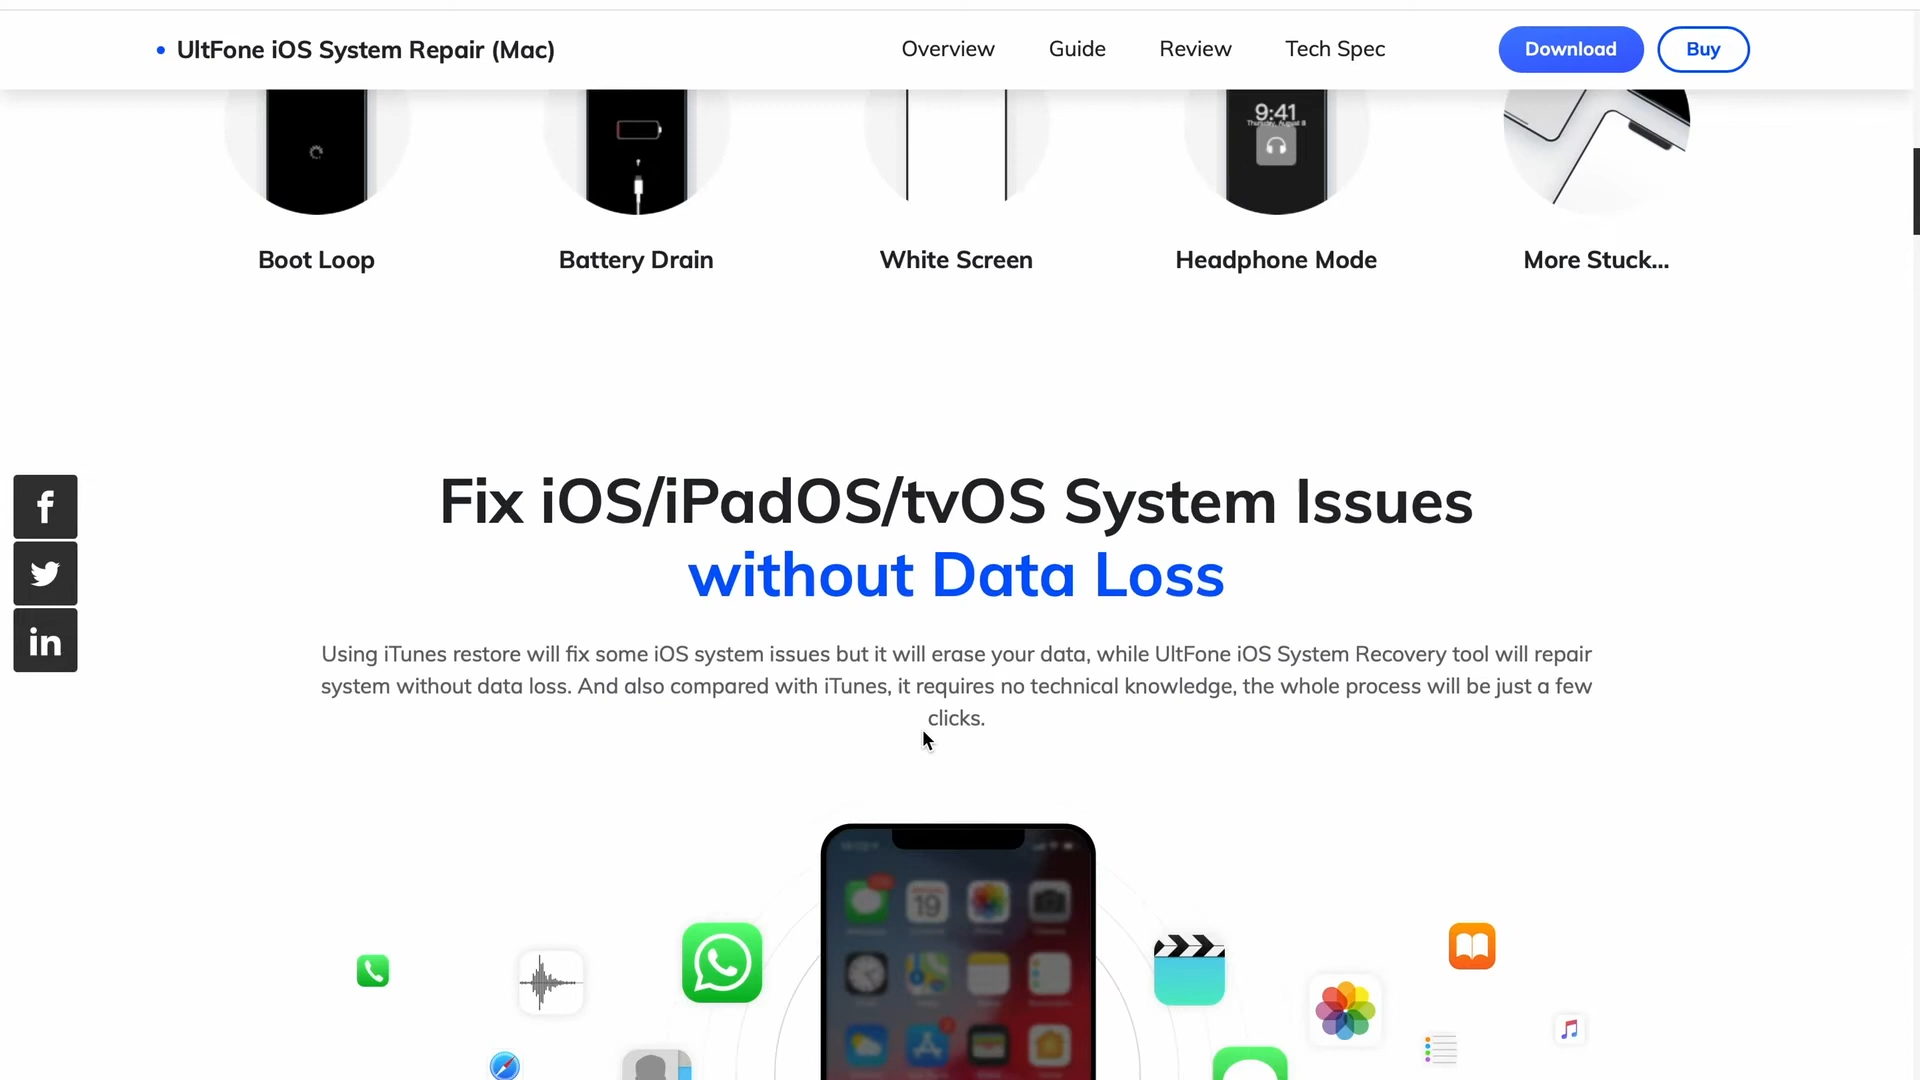 UltFone iOS System Repair (Mac)
Overview
Guide
Review
Tech Spec
Download
Buy
9:41
Thursday, August 8
Boot Loop
Battery Drain
White Screen
Headphone Mode
More Stuck...
Fix iOS/iPadOS/tvOS System Issues
without Data Loss
Using iTunes restore will fix some iOS system issues but it will erase your data, while UltFone iOS System Recovery tool will repair
system without data loss. And also compared with iTunes, it requires no technical knowledge, the whole process will be just a few
clicks.
f
in
19